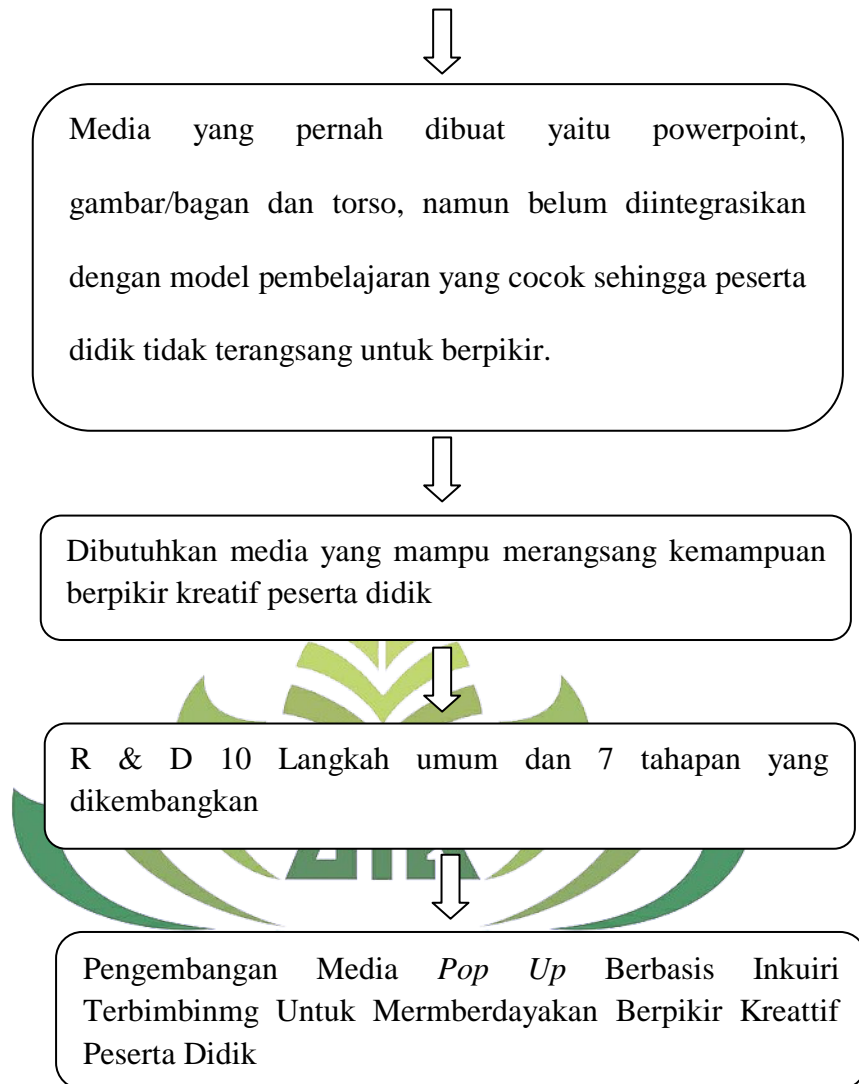 Media yang pernah dibuat yaitu powerpoint,
gambar/bagan dan torso, namun belum diintegrasikan
dengan model pembelajaran yang cocok sehingga peserta
didik tidak terangsang untuk berpikir.
Dibutuhkan media yang mampu merangsang kemampuan
berpikir kreatif peserta didik
R & D 10 Langkah umum dan 7 tahapan yang
dikembangkan
Pengembangan Media Pop Up Berbasis Inkuiri
Terbimbinmg Untuk Mermberdayakan Berpikir Kreattif
Peserta Didik